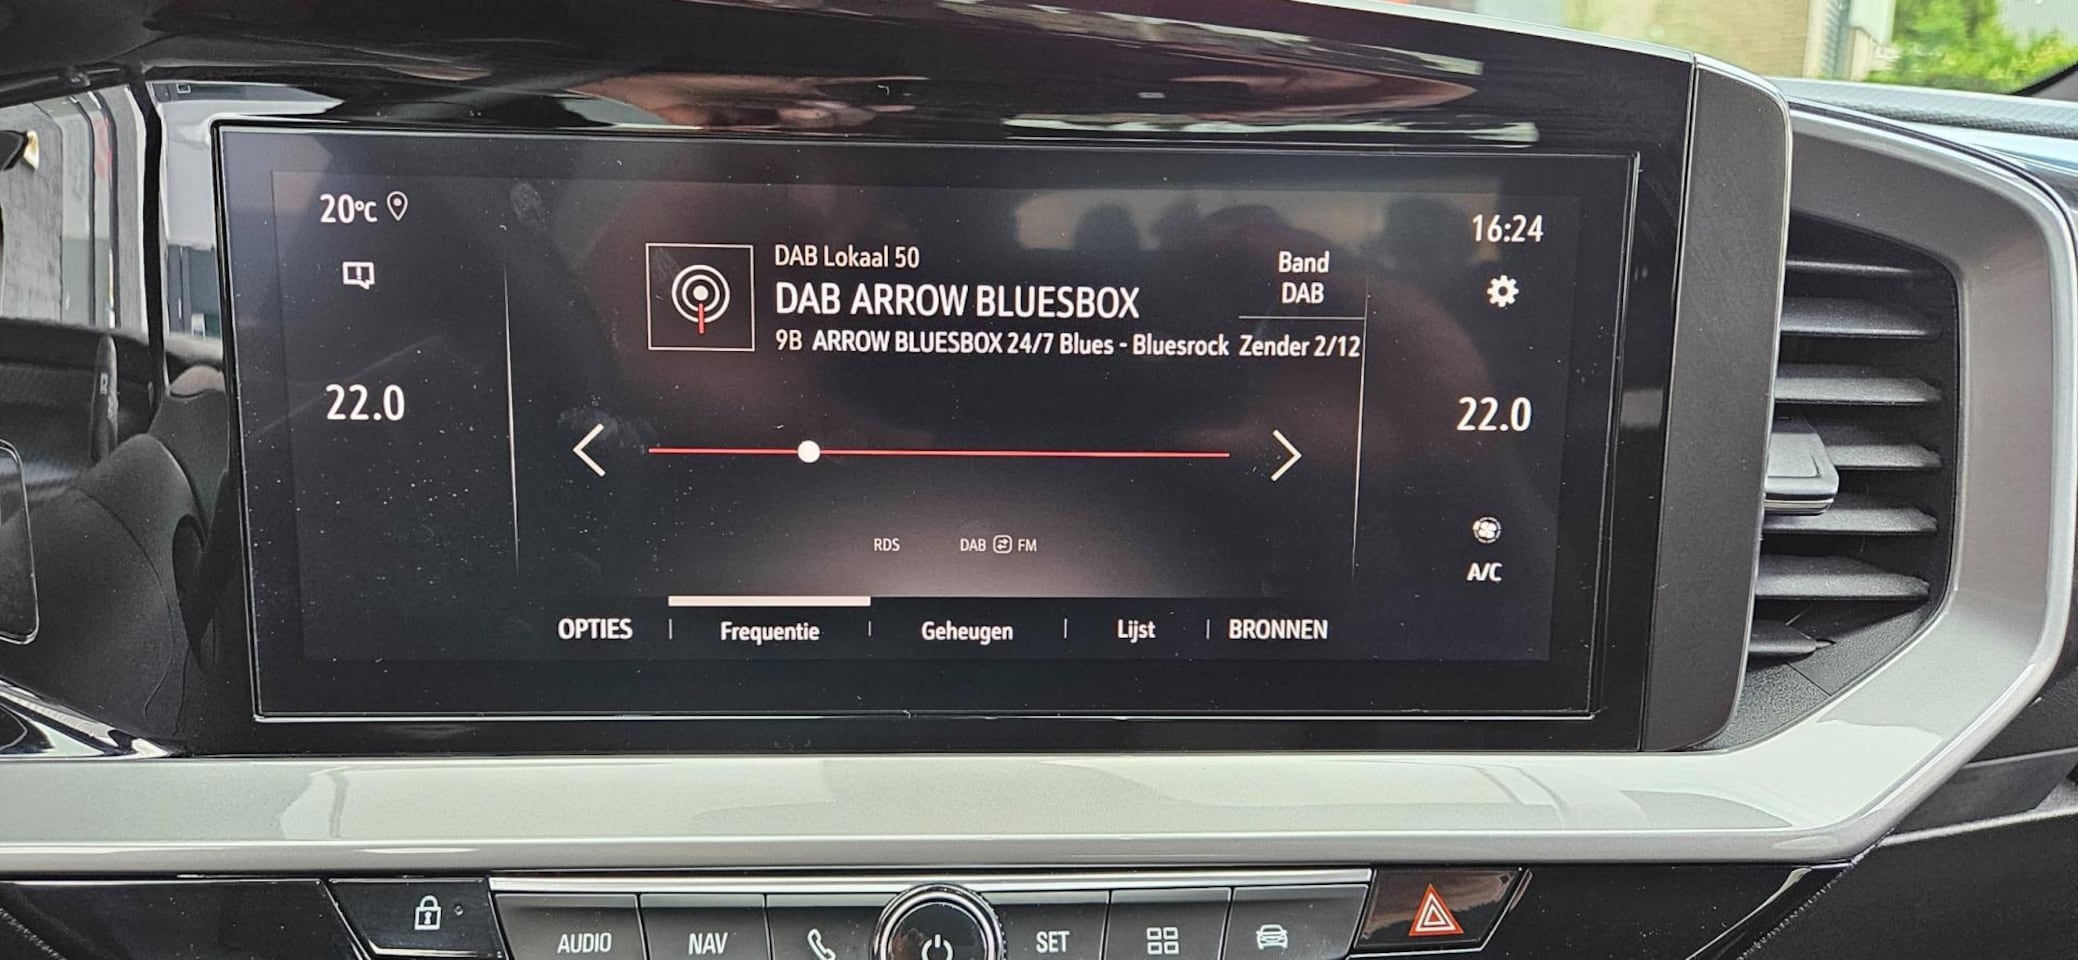 20°C
16:24
DAB Lokaal 50
Band
DAB
DAB ARROW BLUESBOX
9B ARROW BLUESBOX 24/7 Blues - Bluesrock Zender 2/12
22.0
22.0
RDS
DAB FM
A/C
OPTIES Frequentie Geheugen Lijst BRONNEN
AUDIO NAV SET